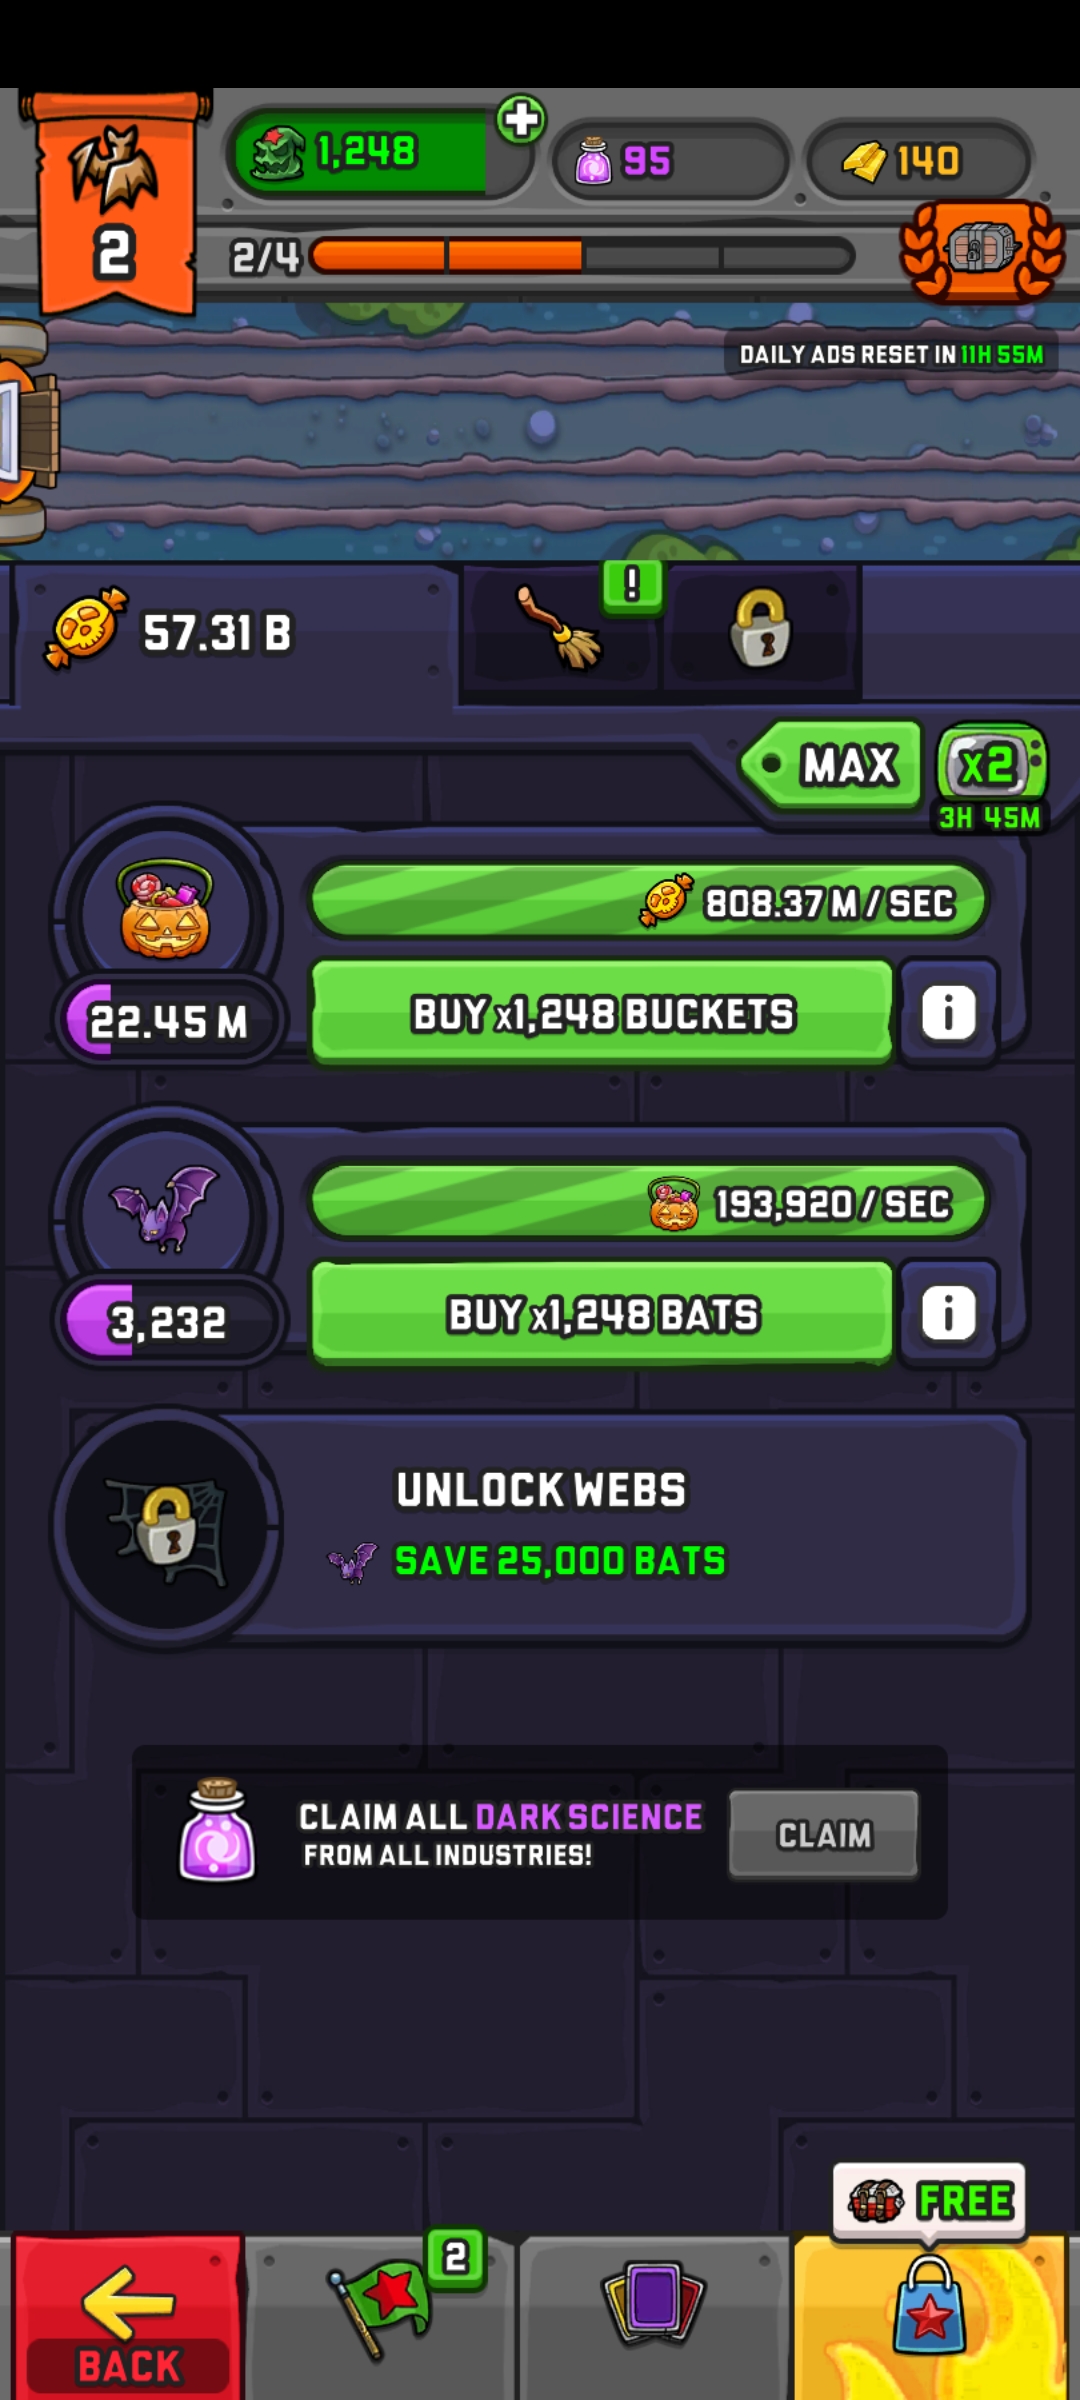 2
1,248
95
140
2/4
DAILY ADS RESET IN 11H 55M
57.31 B
!
MAX
x2
3H 45M
808.37 M / SEC
22.45 M
BUY x1,248 BUCKETS
i
193,920 / SEC
3,232
BUY x1,248 BATS
i
UNLOCK WEBS
SAVE 25,000 BATS
CLAIM ALL DARK SCIENCE
FROM ALL INDUSTRIES!
CLAIM
FREE
2
BACK